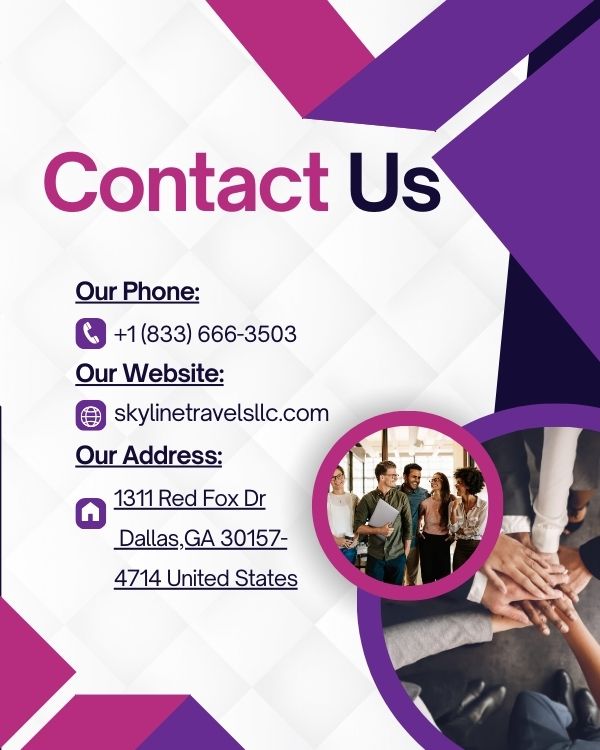 Contact Us
Our Phone:
+1 (833) 666-3503
Our Website:
skylinetravelsllc.com
Our Address:
1311 Red Fox Dr
Dallas,GA 30157-
4714 United States